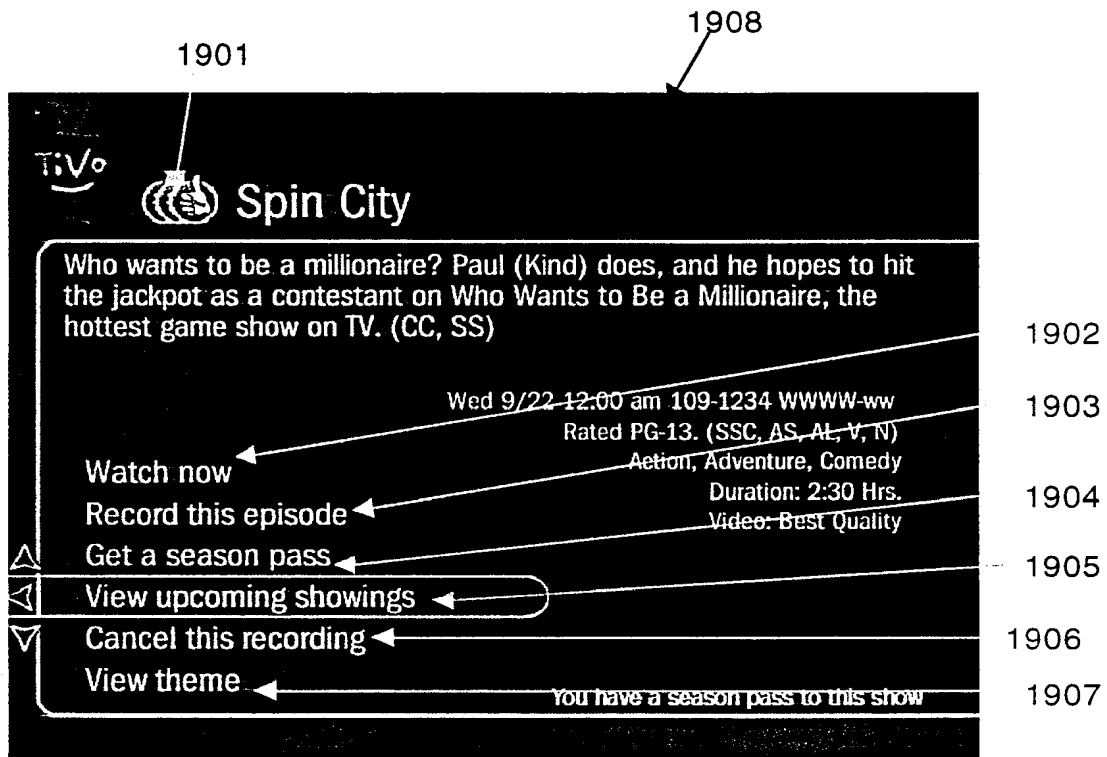 1908
1901
TiVo
Spin City
Who wants to be a millionaire? Paul (Kind) does, and he hopes to hit
the jackpot as a contestant on Who Wants to Be a Millionaire, the
hottest game show on TV. (CC, SS)
1902
Wed 9/22 12:00 am 109-1234 WWWW-ww
1903
Rated PG-13. (SSC, AS, AL, V, N)
Action, Adventure, Comedy
Watch now
Duration: 2:30 Hrs.
1904
Record this episode
Video: Best Quality
Get a season pass
1905
View upcoming showings
Cancel this recording
1906
View theme
You have a season pass to this show
1907